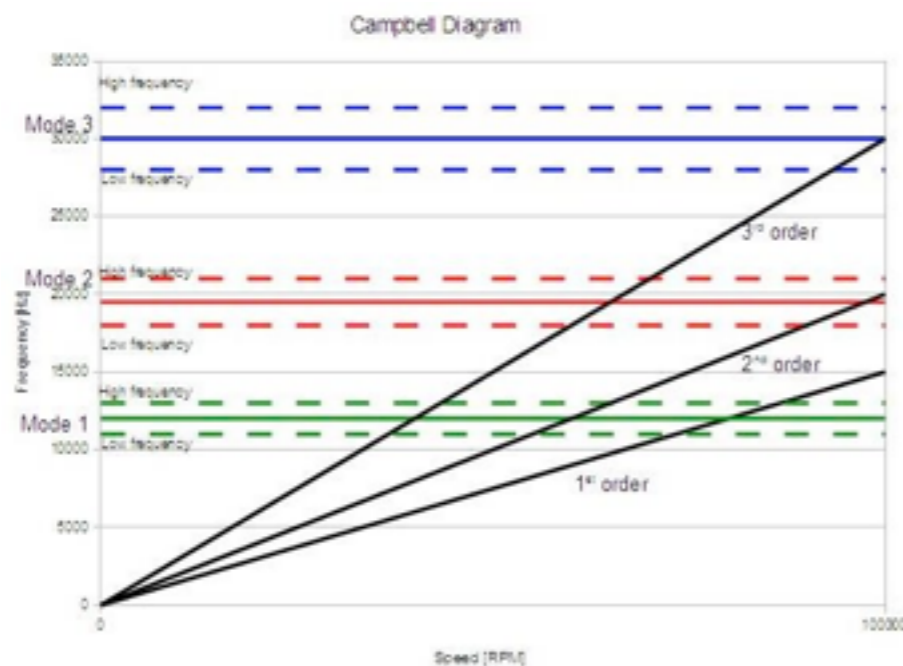 Campbell Diagram
35000
High frequency
Mode 3
30000
Low frequency
25000
3rd order
High frequency
Mode 2
20000
Frequency [Hz]
Low frequency
2nd order
15000
High frequency
Mode 1
Low frequency
10000
1st order
5000
0
0
100000
Speed [RPM]